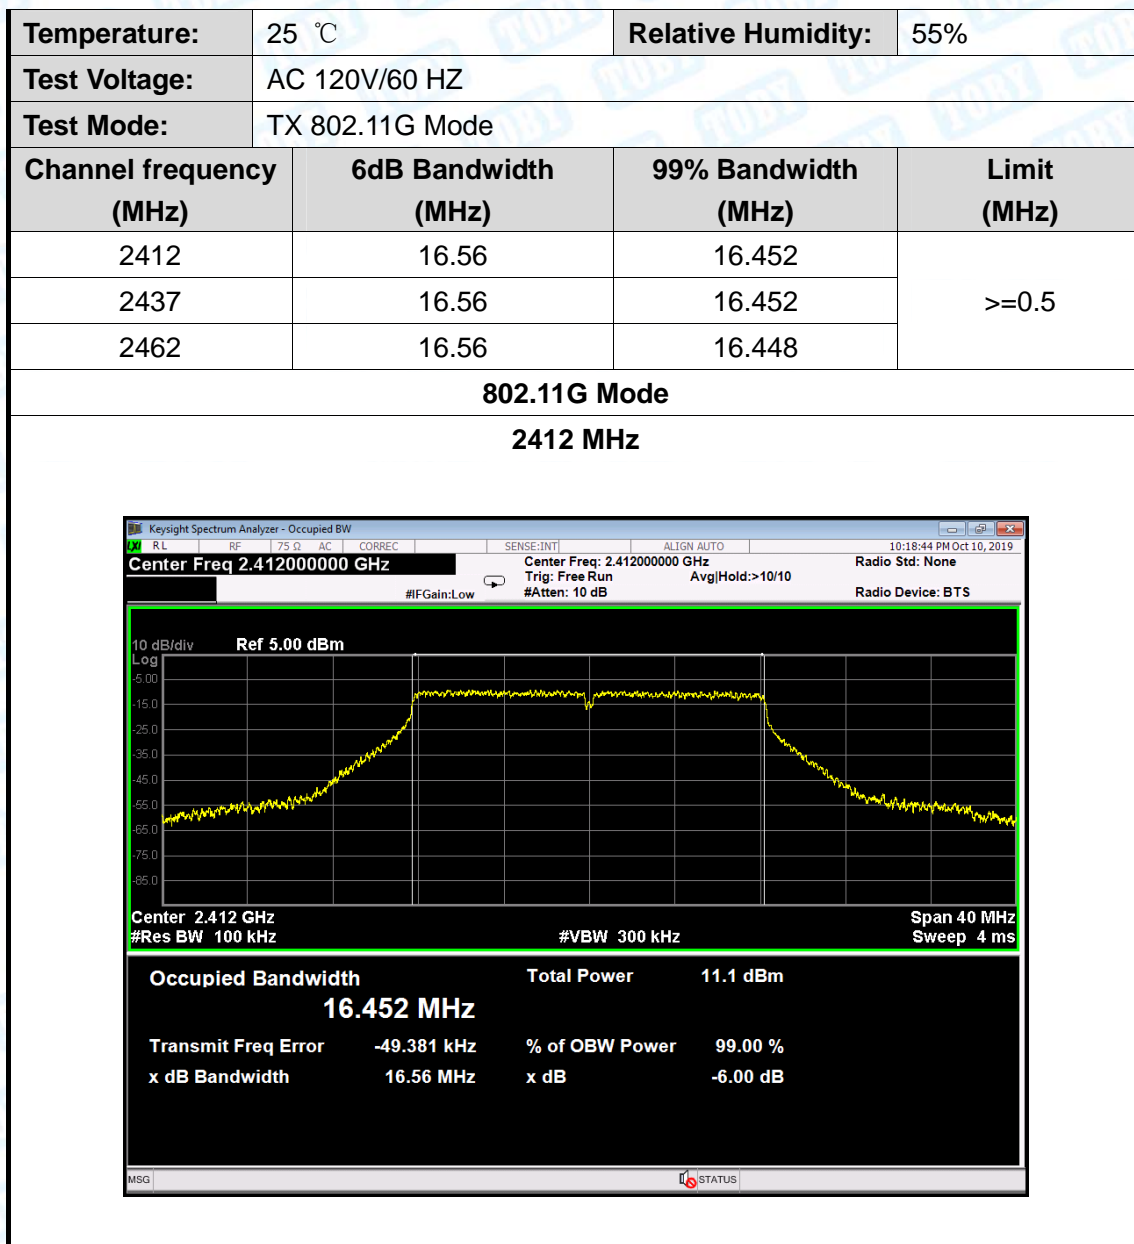 Temperature: 25 ℃ Relative Humidity: 55%
Test Voltage: AC 120V/60 HZ
Test Mode: TX 802.11G Mode
Channel frequency 6dB Bandwidth 99% Bandwidth Limit
(MHz) (MHz) (MHz) (MHz)
2412 16.56 16.452
2437 16.56 16.452 >=0.5
2462 16.56 16.448
802.11G Mode
2412 MHz
Keysight Spectrum Analyzer - Occupied BW
LXI RL RF 75 Ω AC CORREC SENSE:INT ALIGN AUTO 10:18:44 PM Oct 10, 2019
Center Freq 2.412000000 GHz Center Freq: 2.412000000 GHz Radio Std: None
Trig: Free Run Avg|Hold:>10/10
#IFGain:Low #Atten: 10 dB Radio Device: BTS
10 dB/div Ref 5.00 dBm
Log
-5.00
-15.0
-25.0
-35.0
-45.0
-55.0
-65.0
-75.0
-85.0
Center 2.412 GHz Span 40 MHz
#Res BW 100 kHz #VBW 300 kHz Sweep 4 ms
Occupied Bandwidth Total Power 11.1 dBm
16.452 MHz
Transmit Freq Error -49.381 kHz % of OBW Power 99.00 %
x dB Bandwidth 16.56 MHz x dB -6.00 dB
MSG STATUS
TOBY